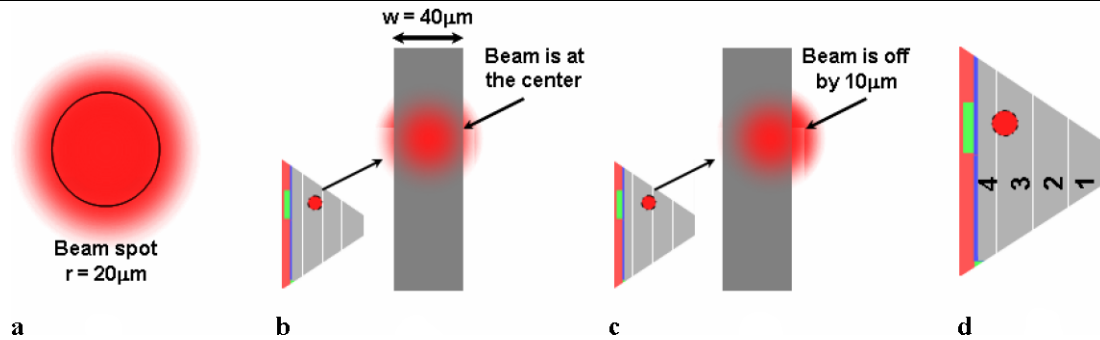 w = 40μm
Beam is at
the center
Beam is off
by 10μm
Beam spot
r = 20μm
4 3 2 1
a
b
c
d